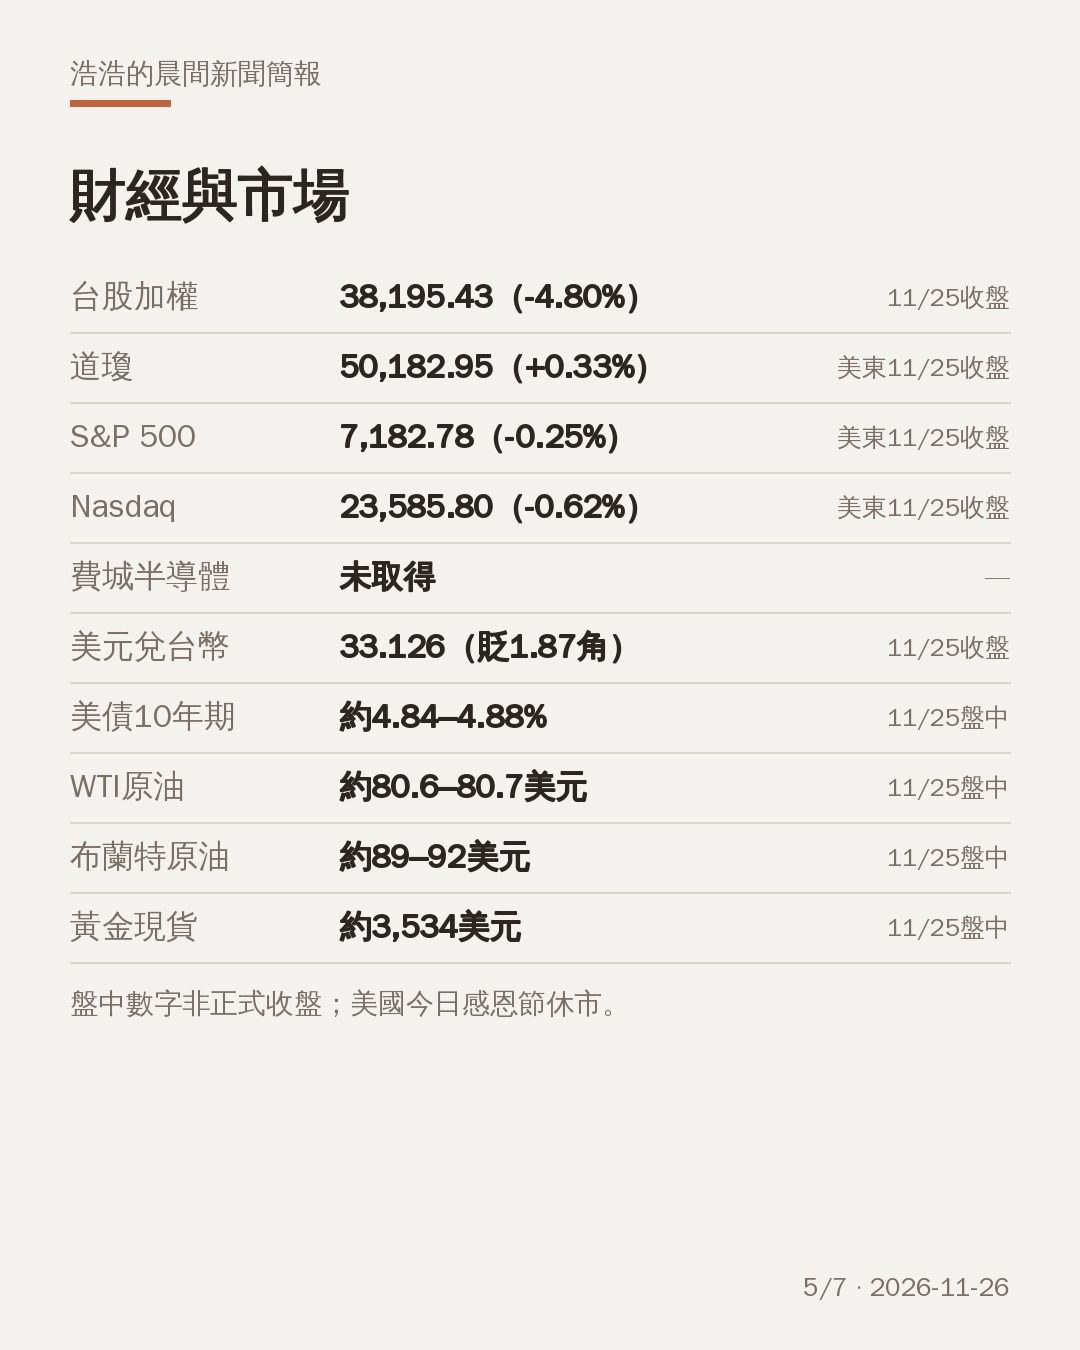 浩浩的晨間新聞簡報
財經與市場
台股加權 38,195.43（-4.80%） 11/25收盤
道瓊 50,182.95（+0.33%） 美東11/25收盤
S&P 500 7,182.78（-0.25%） 美東11/25收盤
Nasdaq 23,585.80（-0.62%） 美東11/25收盤
費城半導體 未取得 —
美元兌台幣 33.126（貶1.87角） 11/25收盤
美債10年期 約4.84–4.88% 11/25盤中
WTI原油 約80.6–80.7美元 11/25盤中
布蘭特原油 約89–92美元 11/25盤中
黃金現貨 約3,534美元 11/25盤中
盤中數字非正式收盤；美國今日感恩節休市。
5/7 · 2026-11-26